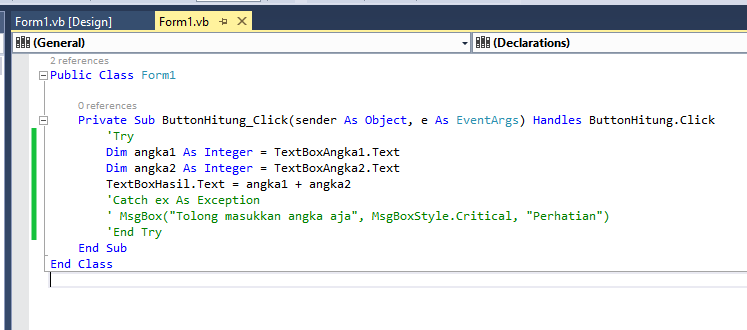 Form1.vb [Design]
Form1.vb
(General)
(Declarations)
2 references
Public Class Form1
0 references
Private Sub ButtonHitung_Click(sender As Object, e As EventArgs) Handles ButtonHitung.Click
'Try
Dim angka1 As Integer = TextBoxAngka1.Text
Dim angka2 As Integer = TextBoxAngka2.Text
TextBoxHasil.Text = angka1 + angka2
'Catch ex As Exception
' MsgBox("Tolong masukkan angka aja", MsgBoxStyle.Critical, "Perhatian")
'End Try
End Sub
End Class